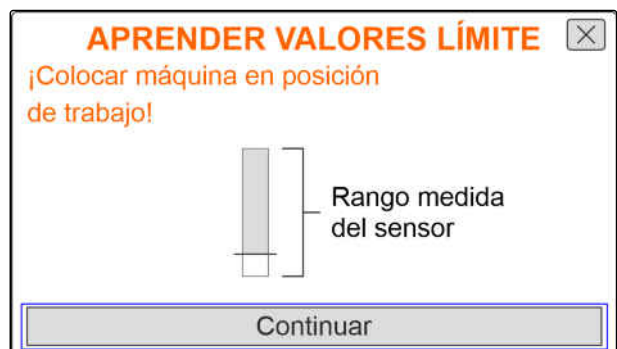 APRENDER VALORES LÍMITE
¡Colocar máquina en posición
de trabajo!
Rango medida
del sensor
Continuar